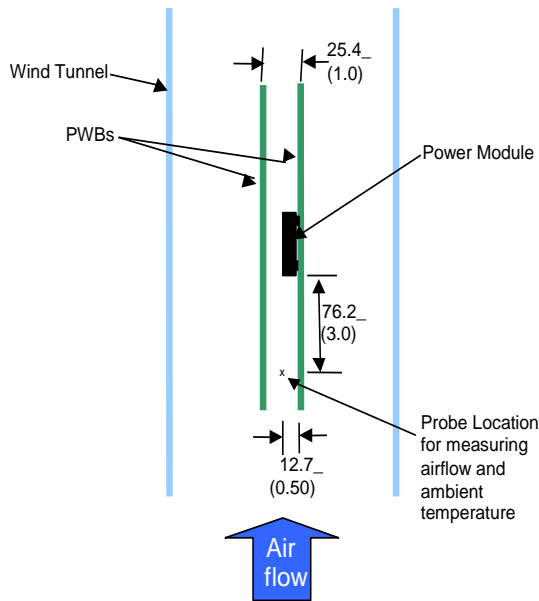 25.4_
(1.0)
Wind Tunnel
PWBs
Power Module
76.2_
(3.0)
x
Probe Location
for measuring
airflow and
ambient
temperature
12.7_
(0.50)
Air
flow